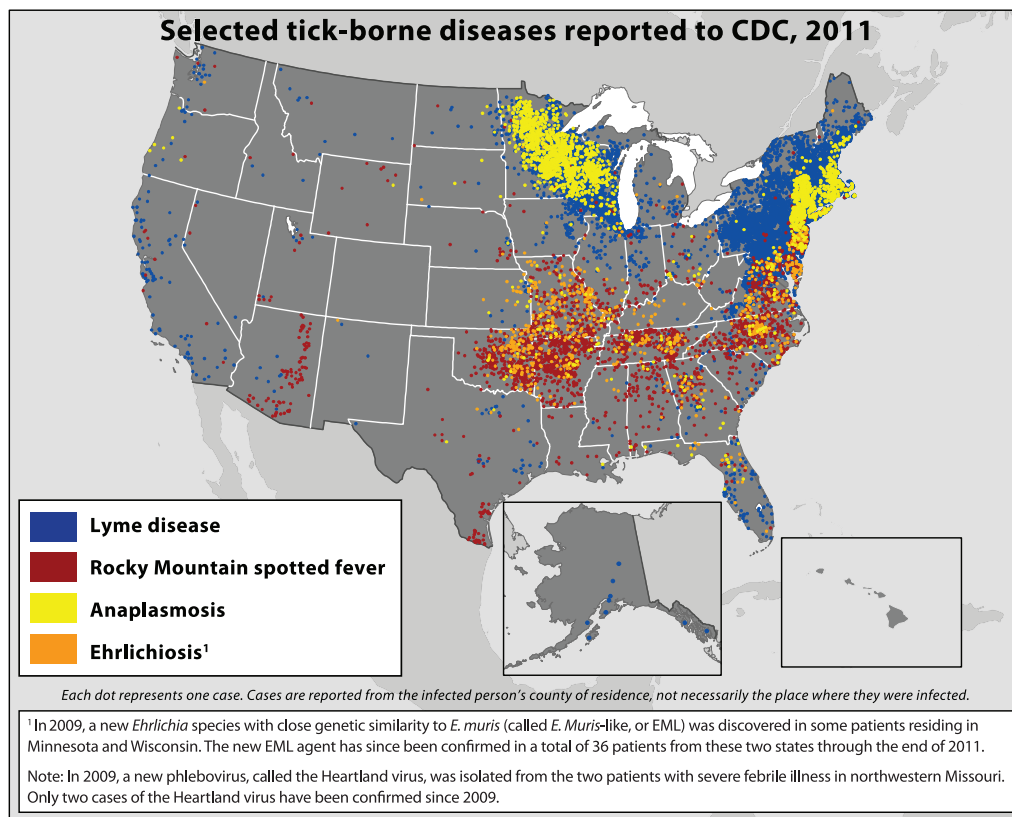 Selected tick-borne diseases reported to CDC, 2011
Lyme disease
Rocky Mountain spotted fever
Anaplasmosis
Ehrlichiosis¹
Each dot represents one case. Cases are reported from the infected person's county of residence, not necessarily the place where they were infected.
¹ In 2009, a new Ehrlichia species with close genetic similarity to E. muris (called E. Muris-like, or EML) was discovered in some patients residing in
Minnesota and Wisconsin. The new EML agent has since been confirmed in a total of 36 patients from these two states through the end of 2011.
Note: In 2009, a new phlebovirus, called the Heartland virus, was isolated from the two patients with severe febrile illness in northwestern Missouri.
Only two cases of the Heartland virus have been confirmed since 2009.